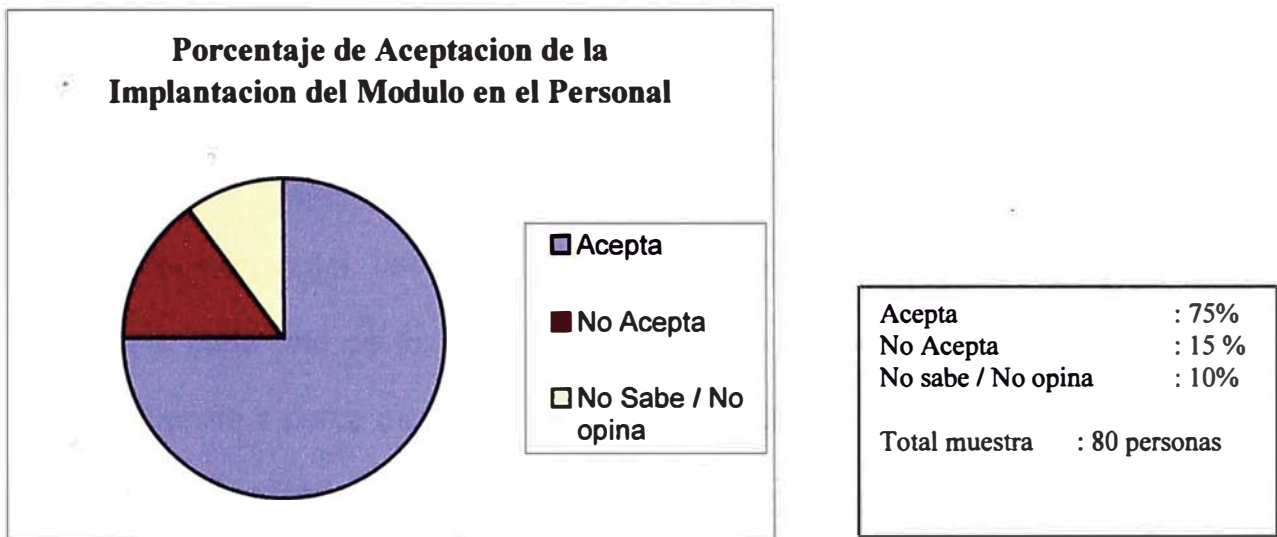 Porcentaje de Aceptacion de la
Implantacion del Modulo en el Personal
Acepta
No Acepta
No Sabe / No
opina
Acepta : 75%
No Acepta : 15 %
No sabe / No opina : 10%
Total muestra : 80 personas